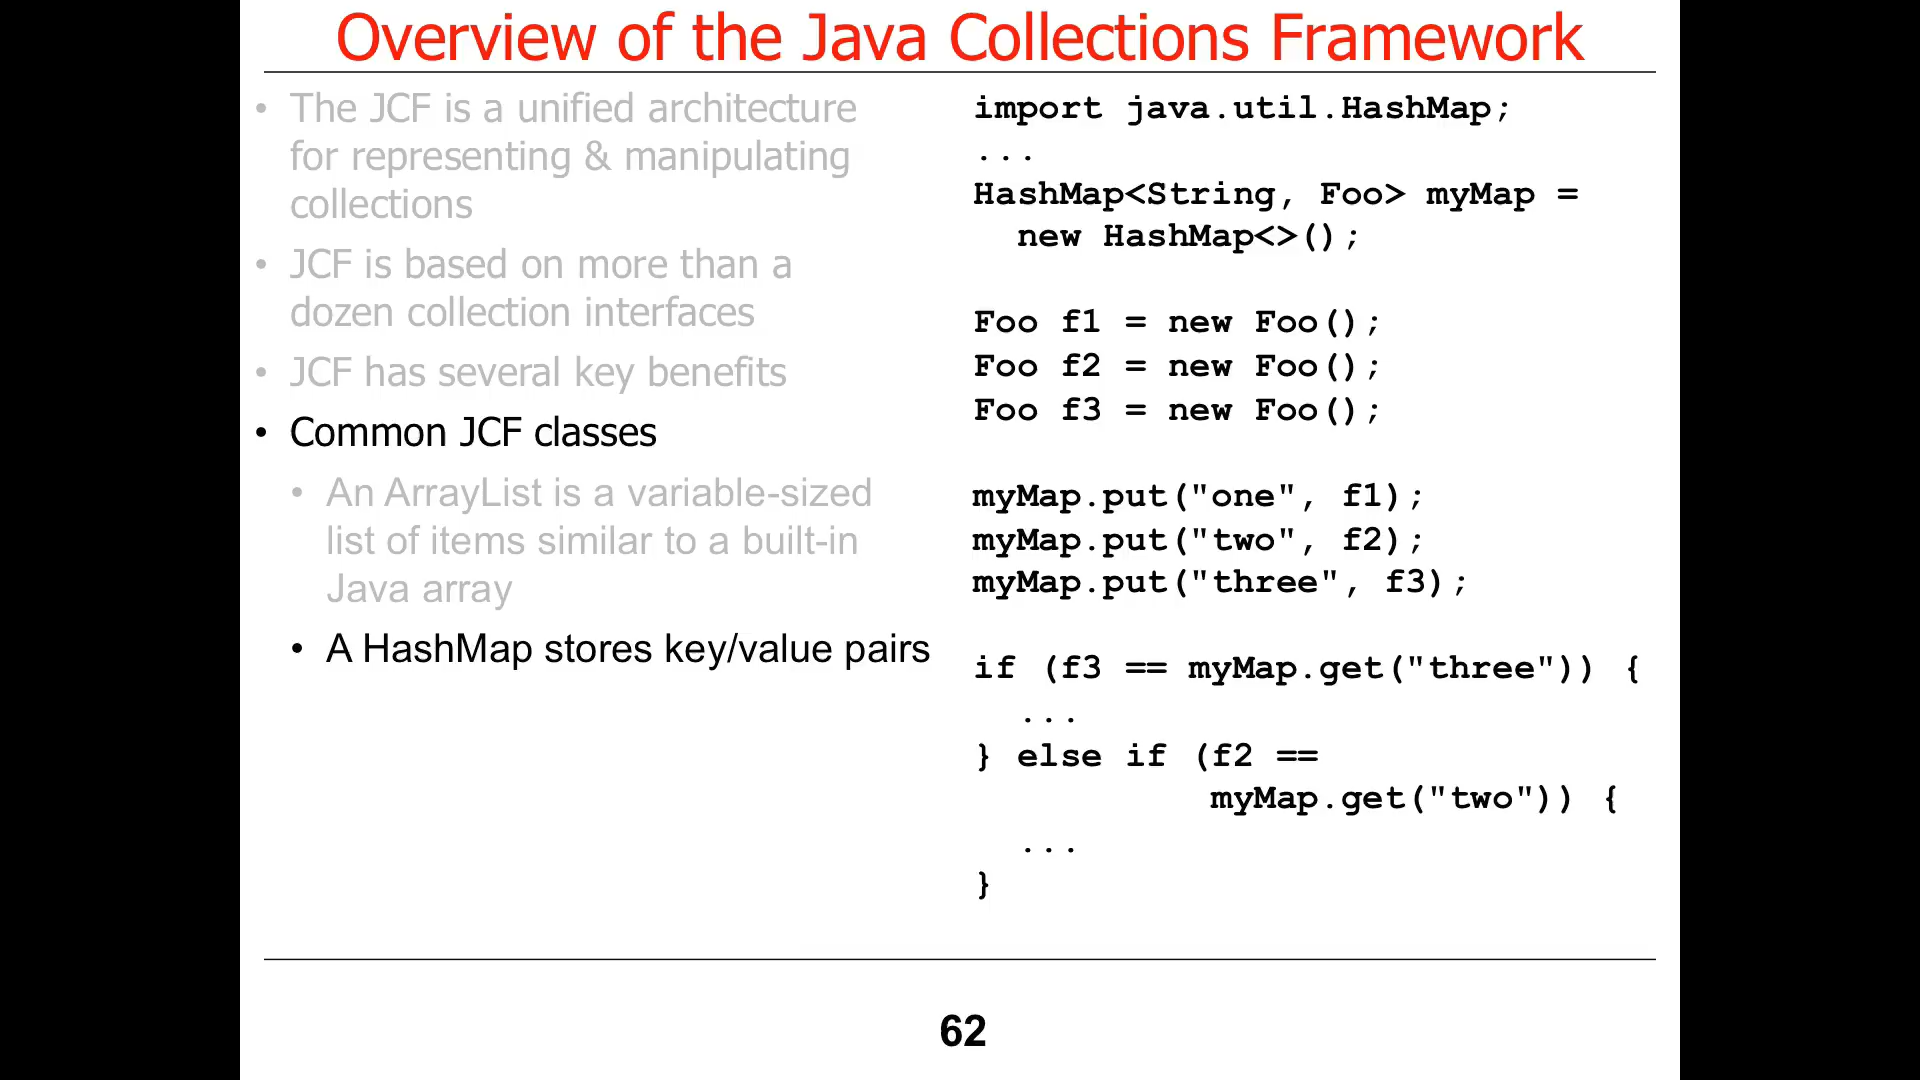 Overview of the Java Collections Framework
• The JCF is a unified architecture
for representing & manipulating
collections
• JCF is based on more than a
dozen collection interfaces
• JCF has several key benefits
• Common JCF classes
• An ArrayList is a variable-sized
list of items similar to a built-in
Java array
• A HashMap stores key/value pairs
import java.util.HashMap;
...
HashMap<String, Foo> myMap =
  new HashMap<>();
Foo f1 = new Foo();
Foo f2 = new Foo();
Foo f3 = new Foo();
myMap.put("one", f1);
myMap.put("two", f2);
myMap.put("three", f3);
if (f3 == myMap.get("three")) {
  ...
} else if (f2 ==
           myMap.get("two")) {
  ...
}
62